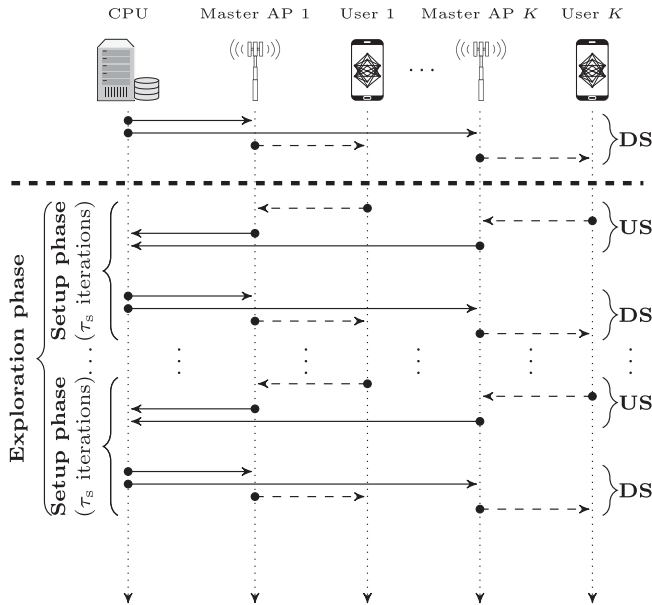 CPU
Master AP 1
User 1
Master AP K
User K
...
DS
Exploration phase
Setup phase
(τs iterations)
US
DS
Setup phase
(τs iterations)
US
DS